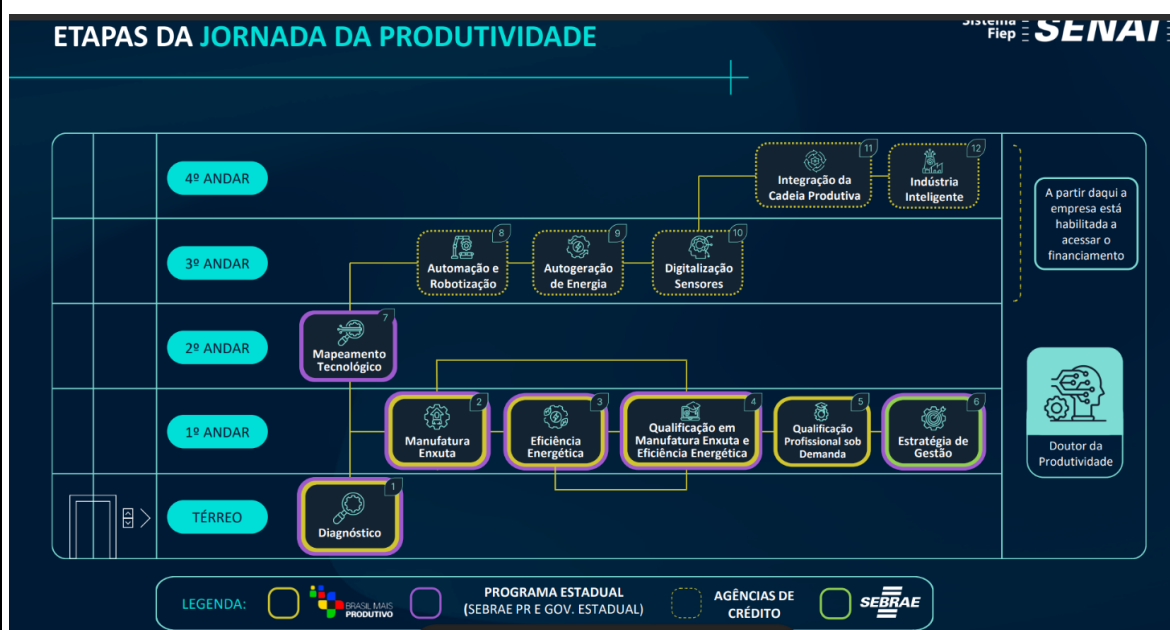 ETAPAS DA JORNADA DA PRODUTIVIDADE
Sistema
Fiep
SENAI
4º ANDAR
11
Integração da
Cadeia Produtiva
12
Indústria
Inteligente
A partir daqui a
empresa está
habilitada a
acessar o
financiamento
3º ANDAR
8
Automação e
Robotização
9
Autogeração
de Energia
10
Digitalização
Sensores
2º ANDAR
7
Mapeamento
Tecnológico
1º ANDAR
2
Manufatura
Enxuta
3
Eficiência
Energética
4
Qualificação em
Manufatura Enxuta e
Eficiência Energética
5
Qualificação
Profissional sob
Demanda
6
Estratégia de
Gestão
Doutor da
Produtividade
TÉRREO
1
Diagnóstico
LEGENDA:
BRASIL MAIS
PRODUTIVO
PROGRAMA ESTADUAL
(SEBRAE PR E GOV. ESTADUAL)
AGÊNCIAS DE
CRÉDITO
SEBRAE